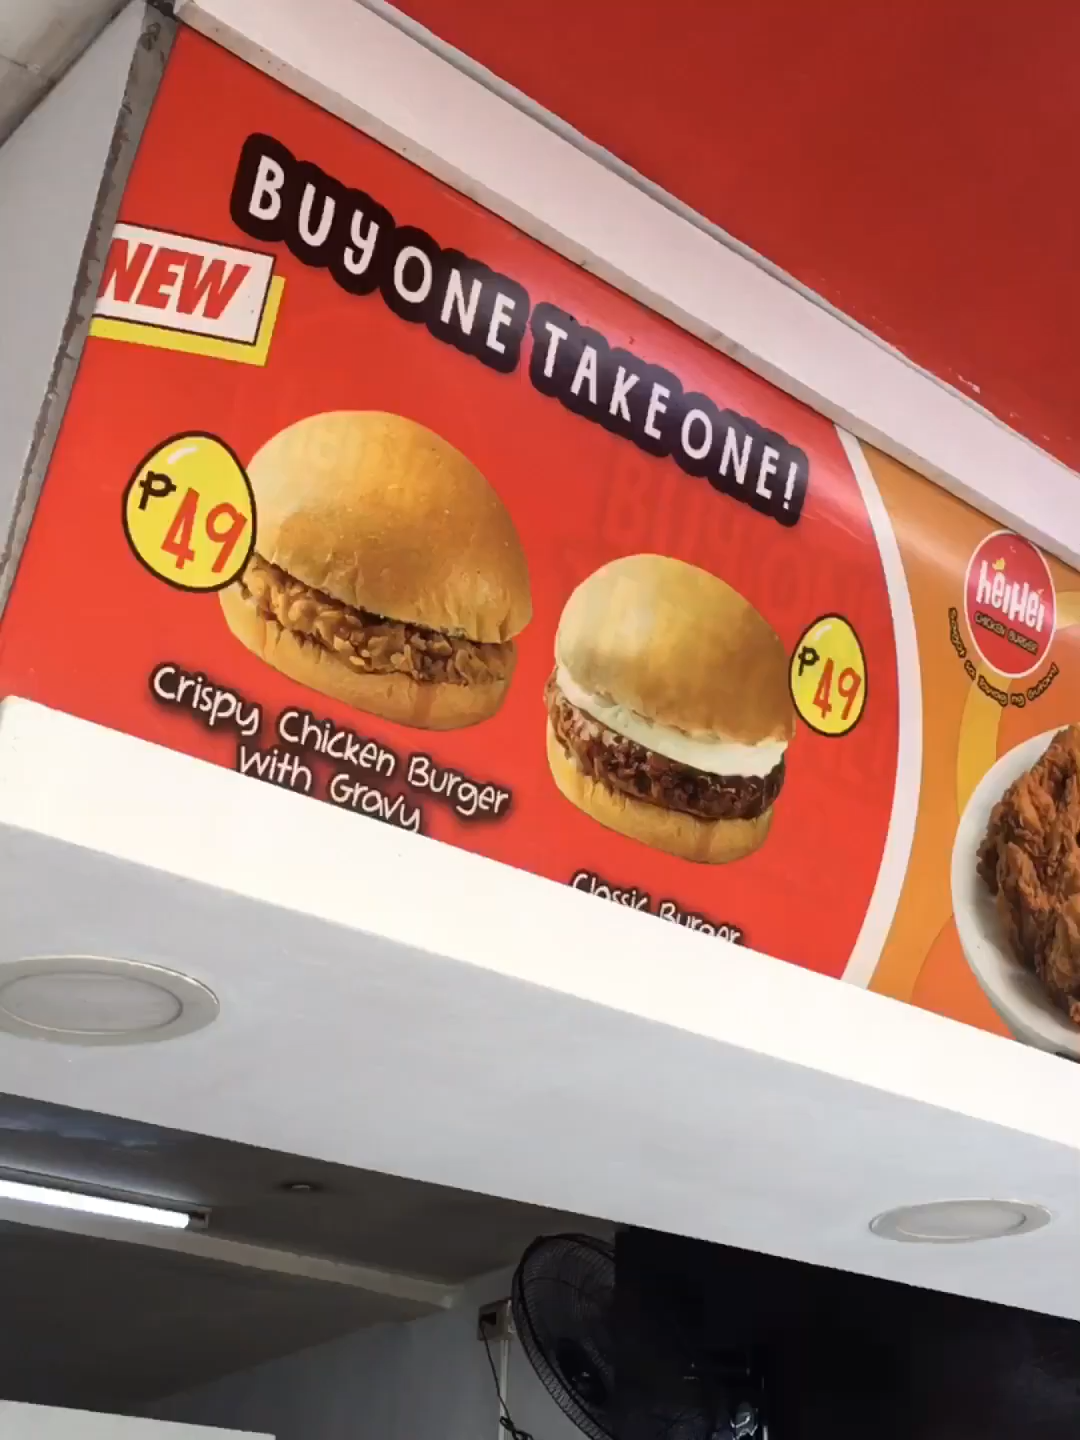 BUY ONE TAKE ONE!
NEW
₱49
₱49
Crispy Chicken Burger
with Gravy
Classic Burger
heiHei
CHICKEN BURGER